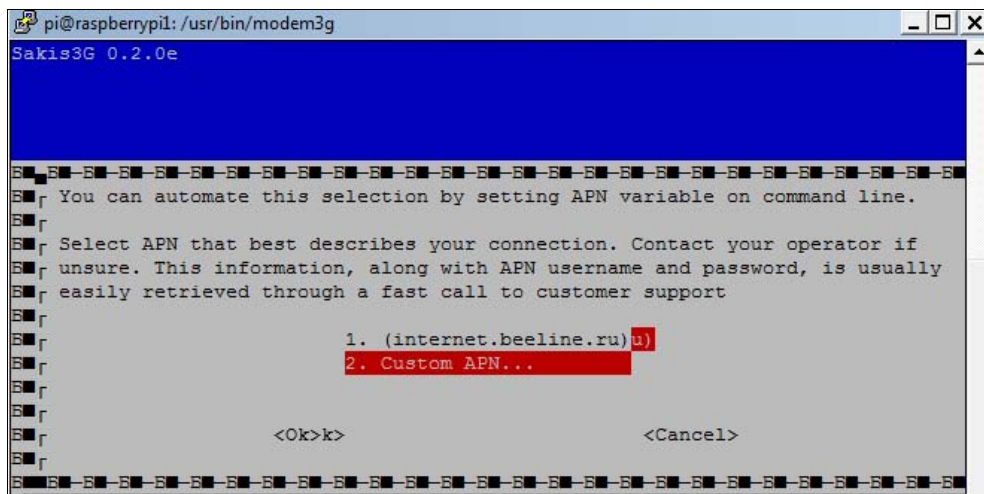 pi@raspberrypi1: /usr/bin/modem3g
Sakis3G 0.2.0e
You can automate this selection by setting APN variable on command line.
Select APN that best describes your connection. Contact your operator if
unsure. This information, along with APN username and password, is usually
easily retrieved through a fast call to customer support
1. (internet.beeline.ru)u)
2. Custom APN...
<Ok>k> <Cancel>